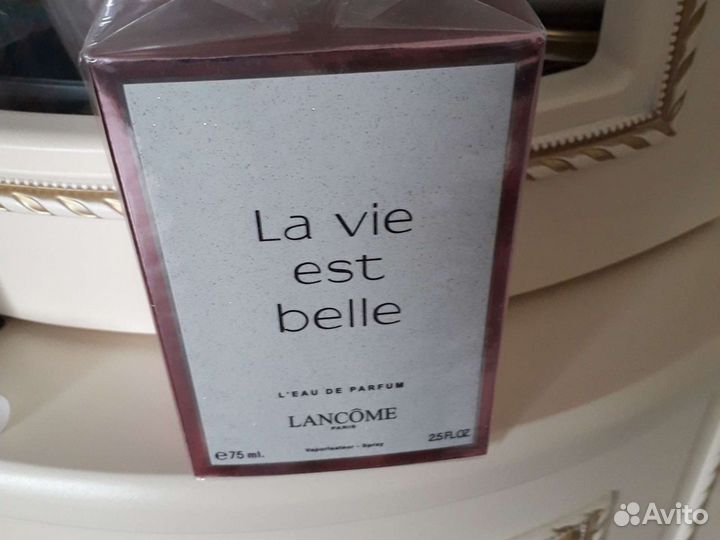 La vie
est
belle
L'EAU DE PARFUM
LANCÔME
PARIS
℮75 ml.
Vaporisateur - Spray
2.5 FL.OZ
Avito